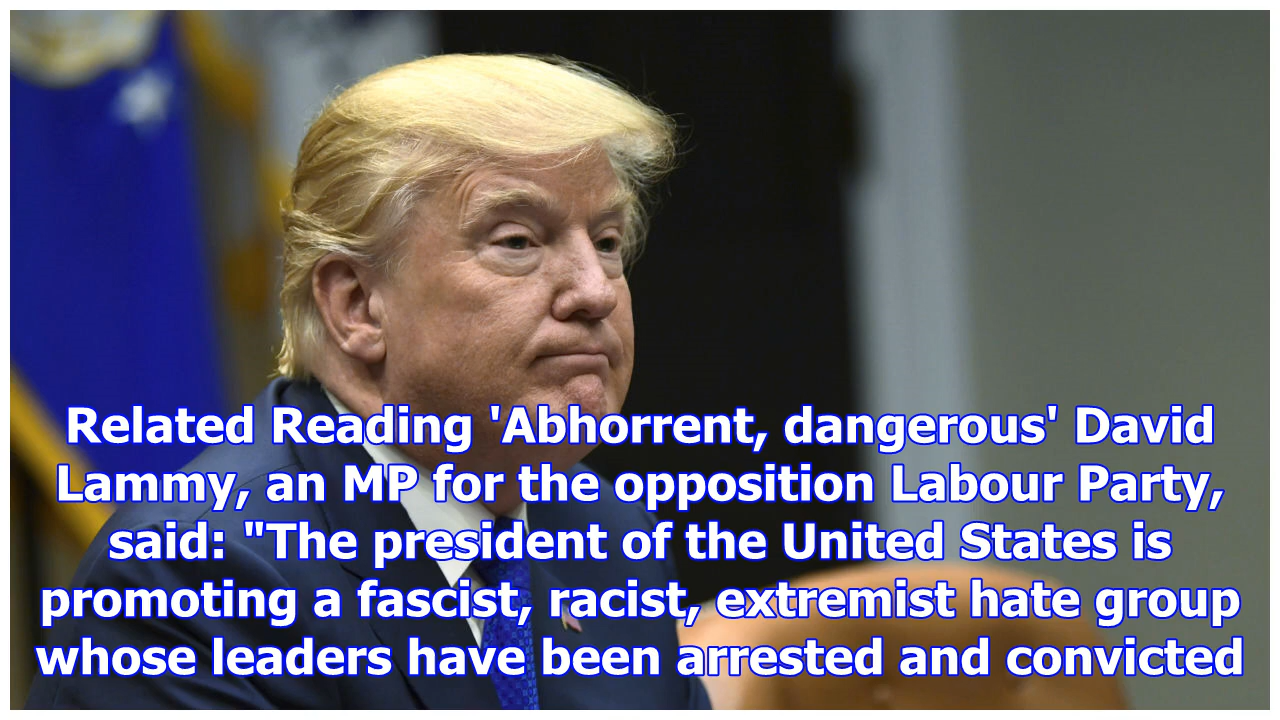 Related Reading 'Abhorrent, dangerous' David
Lammy, an MP for the opposition Labour Party,
said: "The president of the United States is
promoting a fascist, racist, extremist hate group
whose leaders have been arrested and convicted